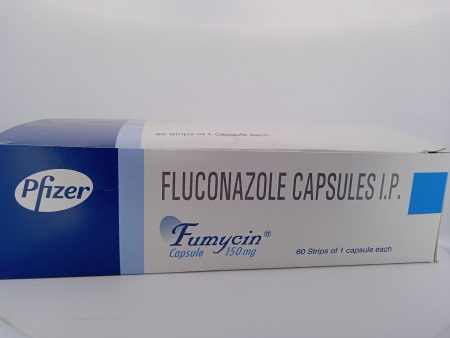 60 Strips of 1 capsule each
Pfizer
FLUCONAZOLE CAPSULES I.P.
Fumycin®
Capsule 150 mg
60 Strips of 1 capsule each